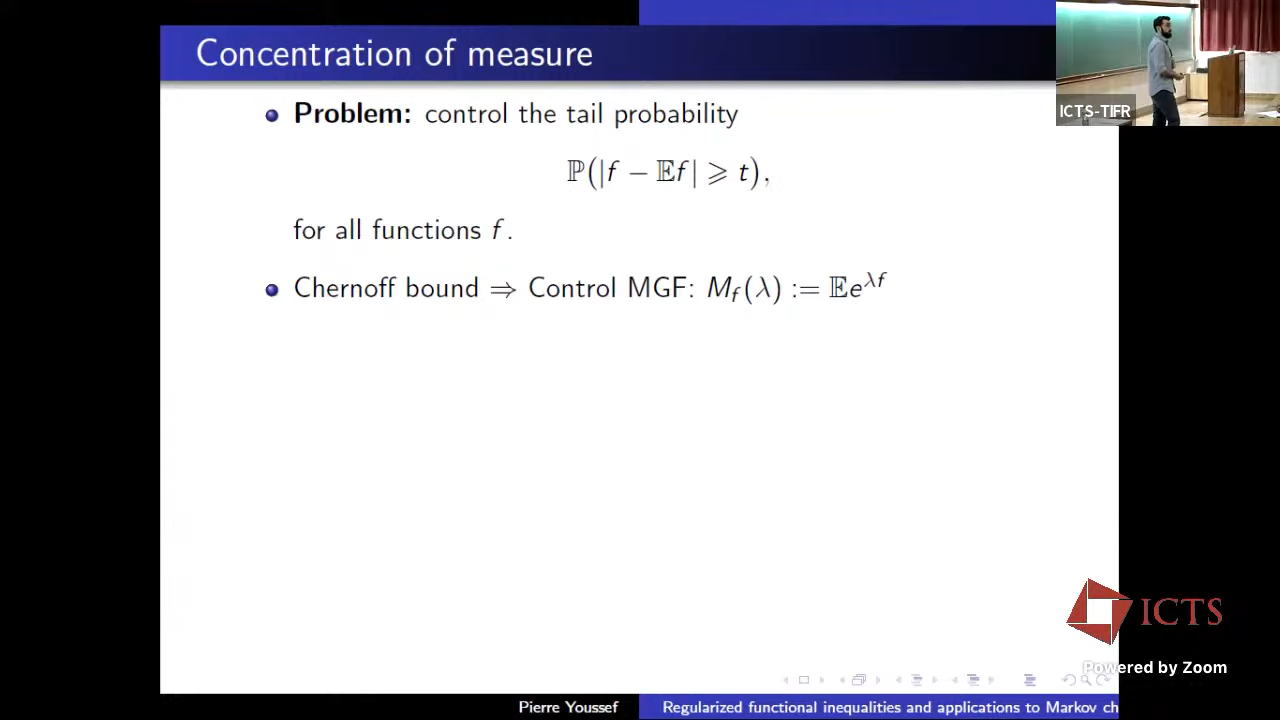 Concentration of measure
Problem: control the tail probability
ℙ(|f − 𝔼f| ⩾ t),
for all functions f.
Chernoff bound ⇒ Control MGF: M_f(λ) := 𝔼e^{λf}
ICTS-TIFR
ICTS
Powered by Zoom
Pierre Youssef
Regularized functional inequalities and applications to Markov ch